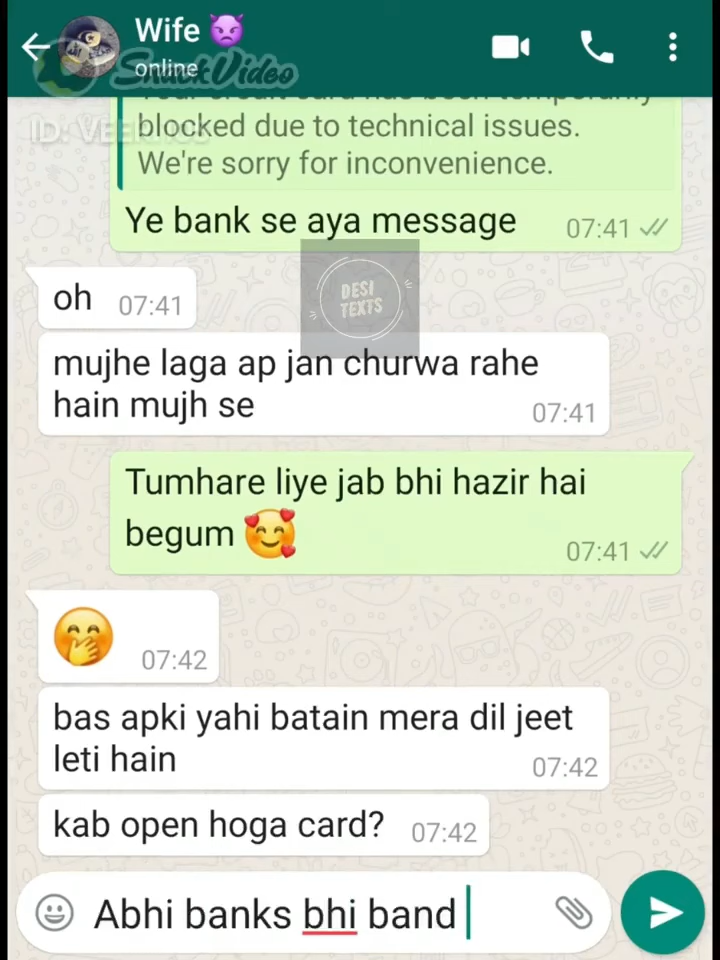 Wife 👿
online
SnackVideo
blocked due to technical issues.
We're sorry for inconvenience.
Ye bank se aya message 07:41
DESI
TEXTS
oh 07:41
mujhe laga ap jan churwa rahe
hain mujh se 07:41
Tumhare liye jab bhi hazir hai
begum 🥰 07:41
🤭 07:42
bas apki yahi batain mera dil jeet
leti hain 07:42
kab open hoga card? 07:42
Abhi banks bhi band